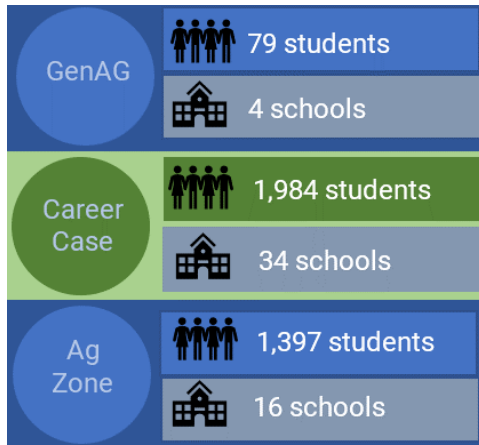 GenAG
79 students
4 schools
Career
Case
1,984 students
34 schools
Ag
Zone
1,397 students
16 schools